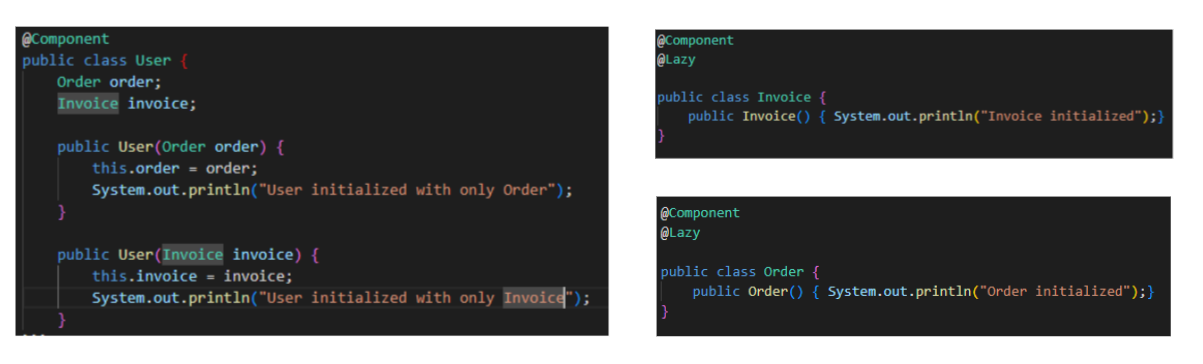 @Component
public class User {
Order order;
Invoice invoice;
public User(Order order) {
this.order = order;
System.out.println("User initialized with only Order");
}
public User(Invoice invoice) {
this.invoice = invoice;
System.out.println("User initialized with only Invoice");
}
@Component
@Lazy
public class Invoice {
public Invoice() { System.out.println("Invoice initialized");}
}
@Component
@Lazy
public class Order {
public Order() { System.out.println("Order initialized");}
}